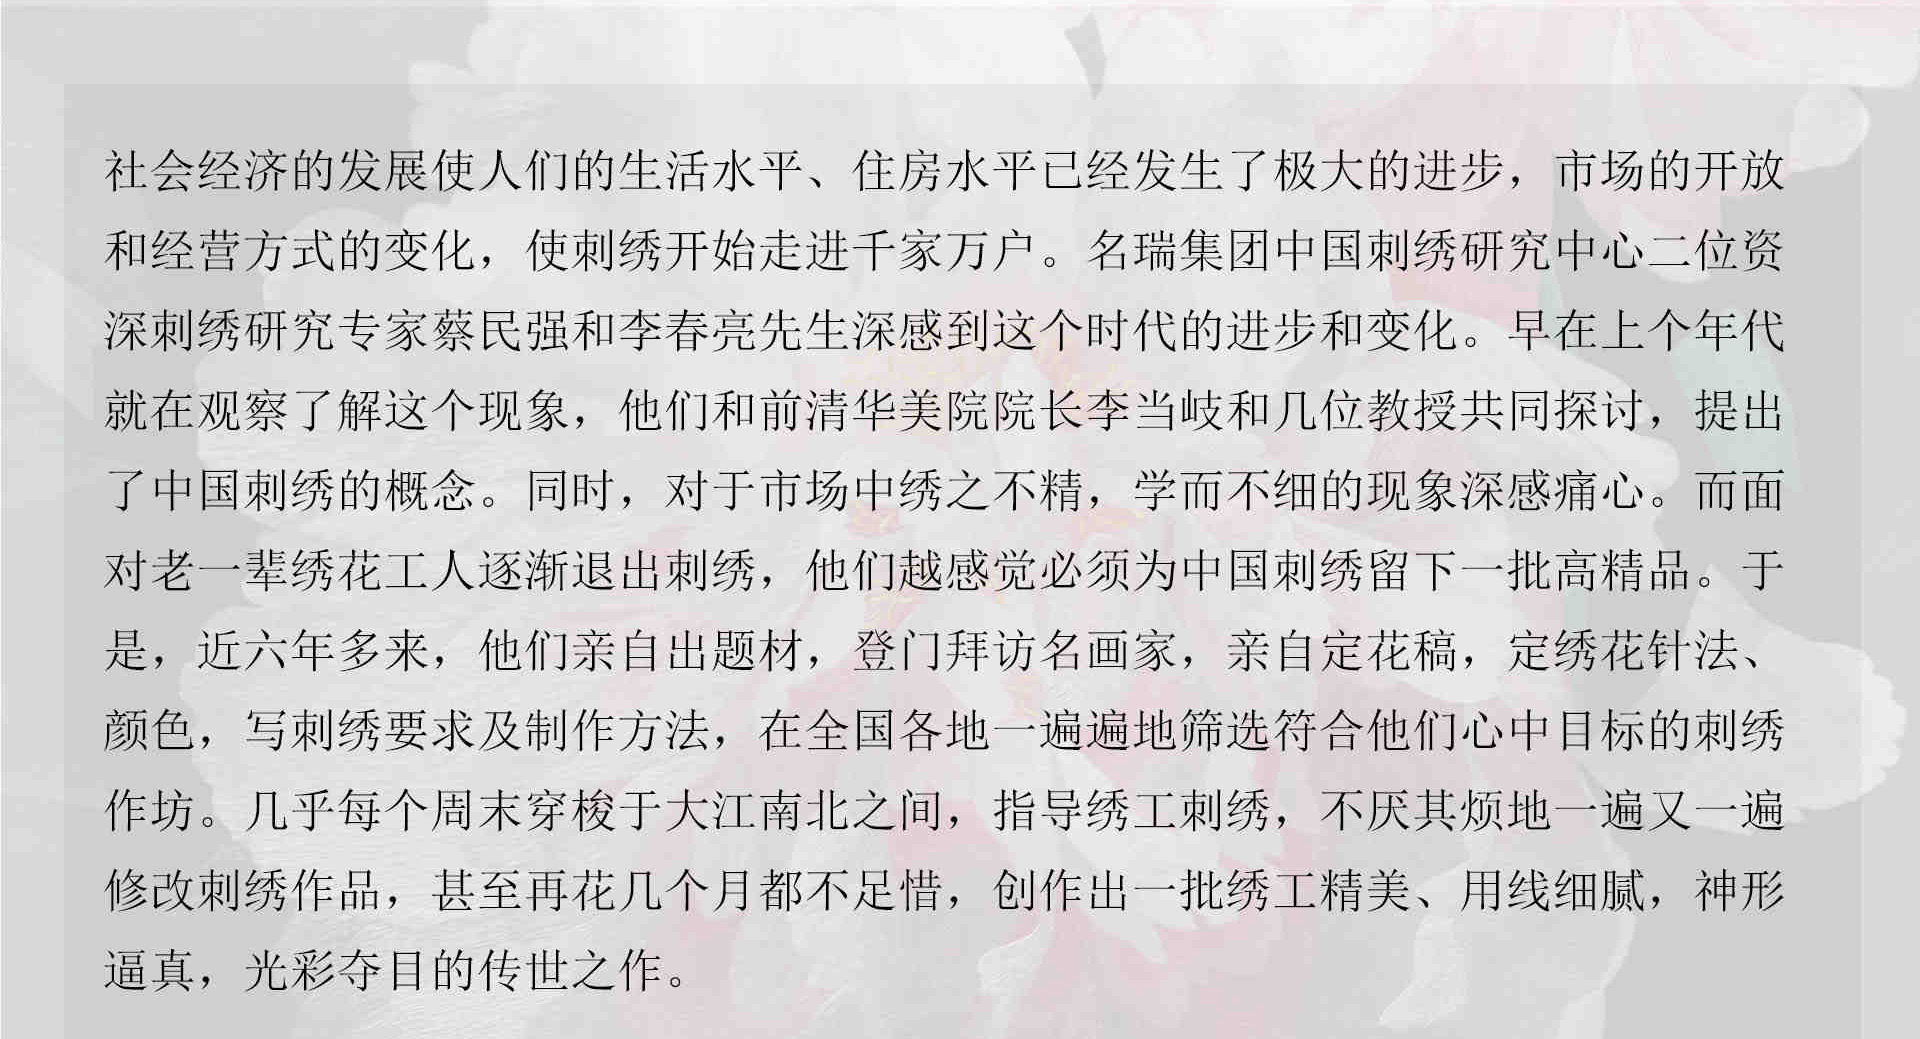 社会经济的发展使人们的生活水平、住房水平已经发生了极大的进步，市场的开放
和经营方式的变化，使刺绣开始走进千家万户。名瑞集团中国刺绣研究中心二位资
深刺绣研究专家蔡民强和李春亮先生深感到这个时代的进步和变化。早在上个年代
就在观察了解这个现象，他们和前清华美院院长李当岐和几位教授共同探讨，提出
了中国刺绣的概念。同时，对于市场中绣之不精，学而不细的现象深感痛心。而面
对老一辈绣花工人逐渐退出刺绣，他们越感觉必须为中国刺绣留下一批高精品。于
是，近六年多来，他们亲自出题材，登门拜访名画家，亲自定花稿，定绣花针法、
颜色，写刺绣要求及制作方法，在全国各地一遍遍地筛选符合他们心中目标的刺绣
作坊。几乎每个周末穿梭于大江南北之间，指导绣工刺绣，不厌其烦地一遍又一遍
修改刺绣作品，甚至再花几个月都不足惜，创作出一批绣工精美、用线细腻，神形
逼真，光彩夺目的传世之作。